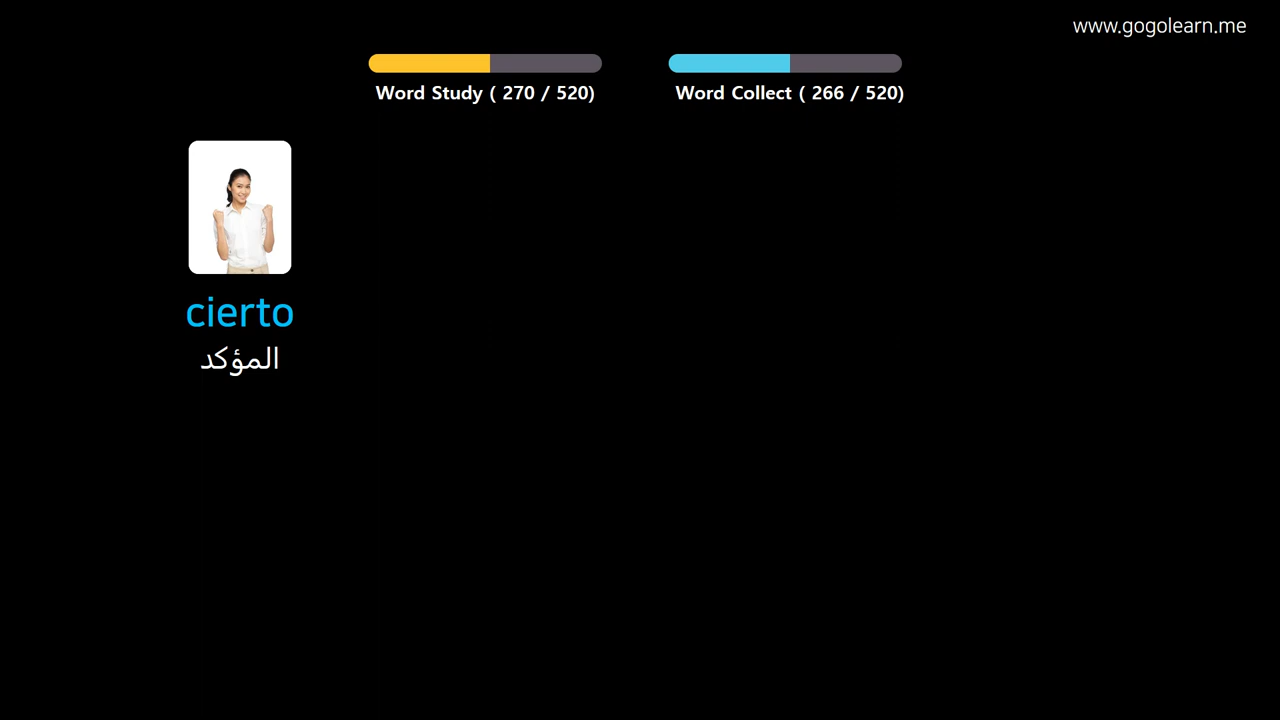 www.gogolearn.me
Word Study ( 270 / 520)
Word Collect ( 266 / 520)
cierto
المؤكد